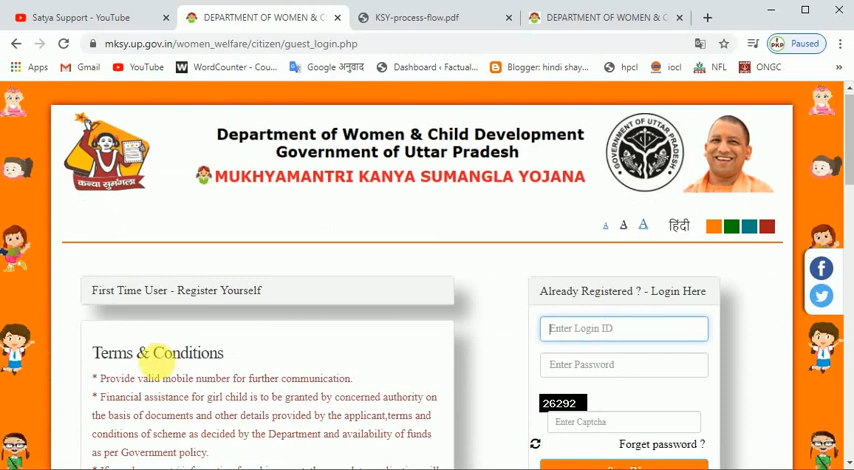 Satya Support - YouTube
DEPARTMENT OF WOMEN & C
KSY-process-flow.pdf
DEPARTMENT OF WOMEN & C
mksy.up.gov.in/women_welfare/citizen/guest_login.php
PKP
Paused
Apps
Gmail
YouTube
WordCounter - Cou...
Google अनुवाद
Dashboard ‹ Factual...
Blogger: hindi shay...
hpcl
iocl
NFL
ONGC
»
कन्या सुमंगला
Department of Women & Child Development
Government of Uttar Pradesh
MUKHYAMANTRI KANYA SUMANGLA YOJANA
GOVERNMENT OF UTTAR PRADESH
A A A हिंदी
First Time User - Register Yourself
Already Registered ? - Login Here
Terms & Conditions
* Provide valid mobile number for further communication.
* Financial assistance for girl child is to be granted by concerned authority on
the basis of documents and other details provided by the applicant,terms and
conditions of scheme as decided by the Department and availability of funds
as per Government policy.
Enter Login ID
Enter Password
26292
Enter Captcha
Forget password ?